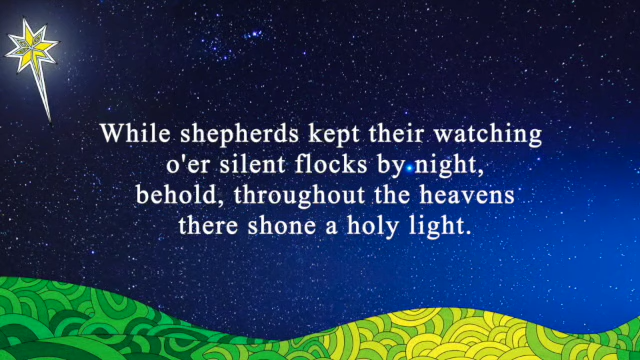 While shepherds kept their watching
o'er silent flocks by night,
behold, throughout the heavens
there shone a holy light.